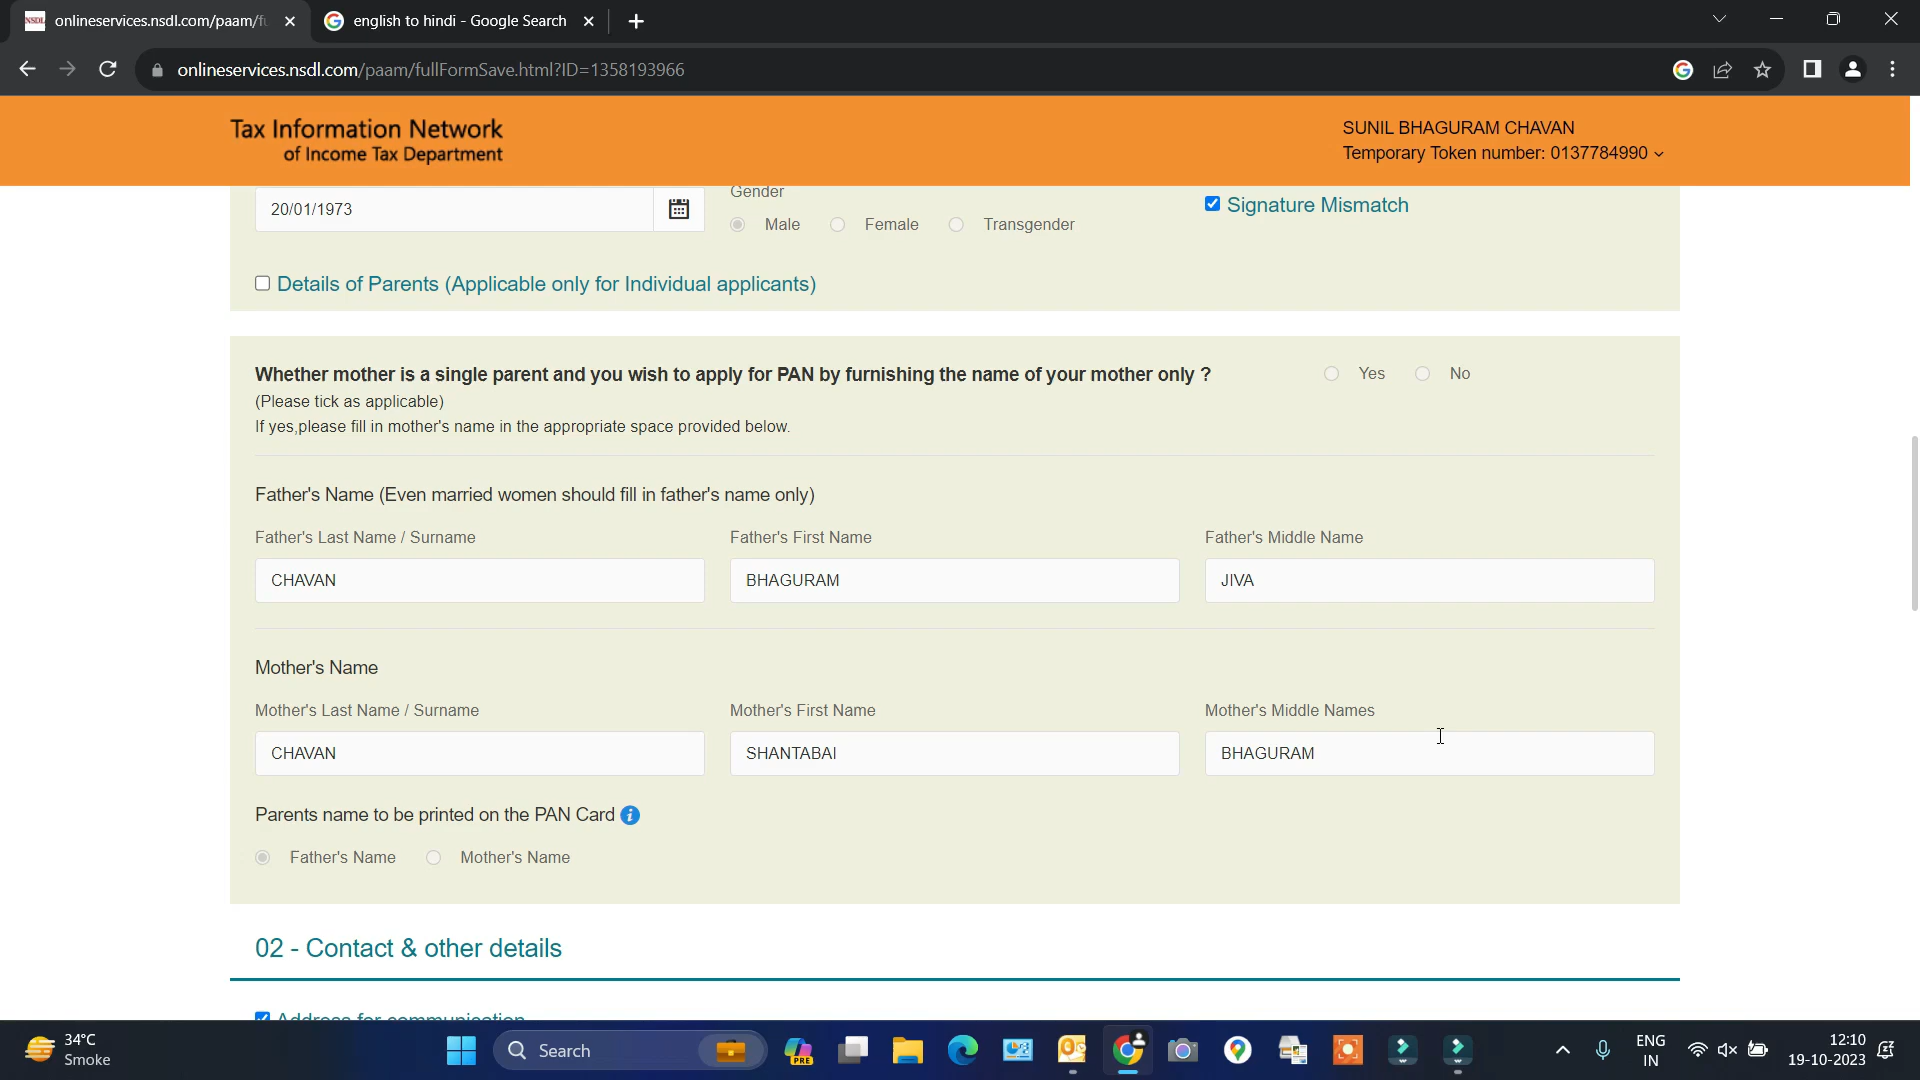 onlineservices.nsdl.com/paam/fu
english to hindi - Google Search
onlineservices.nsdl.com/paam/fullFormSave.html?ID=1358193966
Tax Information Network
of Income Tax Department
SUNIL BHAGURAM CHAVAN
Temporary Token number: 0137784990
Gender
20/01/1973
Male
Female
Transgender
Signature Mismatch
Details of Parents (Applicable only for Individual applicants)
Whether mother is a single parent and you wish to apply for PAN by furnishing the name of your mother only ?
Yes
No
(Please tick as applicable)
If yes,please fill in mother's name in the appropriate space provided below.
Father's Name (Even married women should fill in father's name only)
Father's Last Name / Surname
Father's First Name
Father's Middle Name
CHAVAN
BHAGURAM
JIVA
Mother's Name
Mother's Last Name / Surname
Mother's First Name
Mother's Middle Names
CHAVAN
SHANTABAI
BHAGURAM
Parents name to be printed on the PAN Card
Father's Name
Mother's Name
02 - Contact & other details
Address for communication
34°C
Smoke
Search
PRE
ENG
IN
12:10
19-10-2023